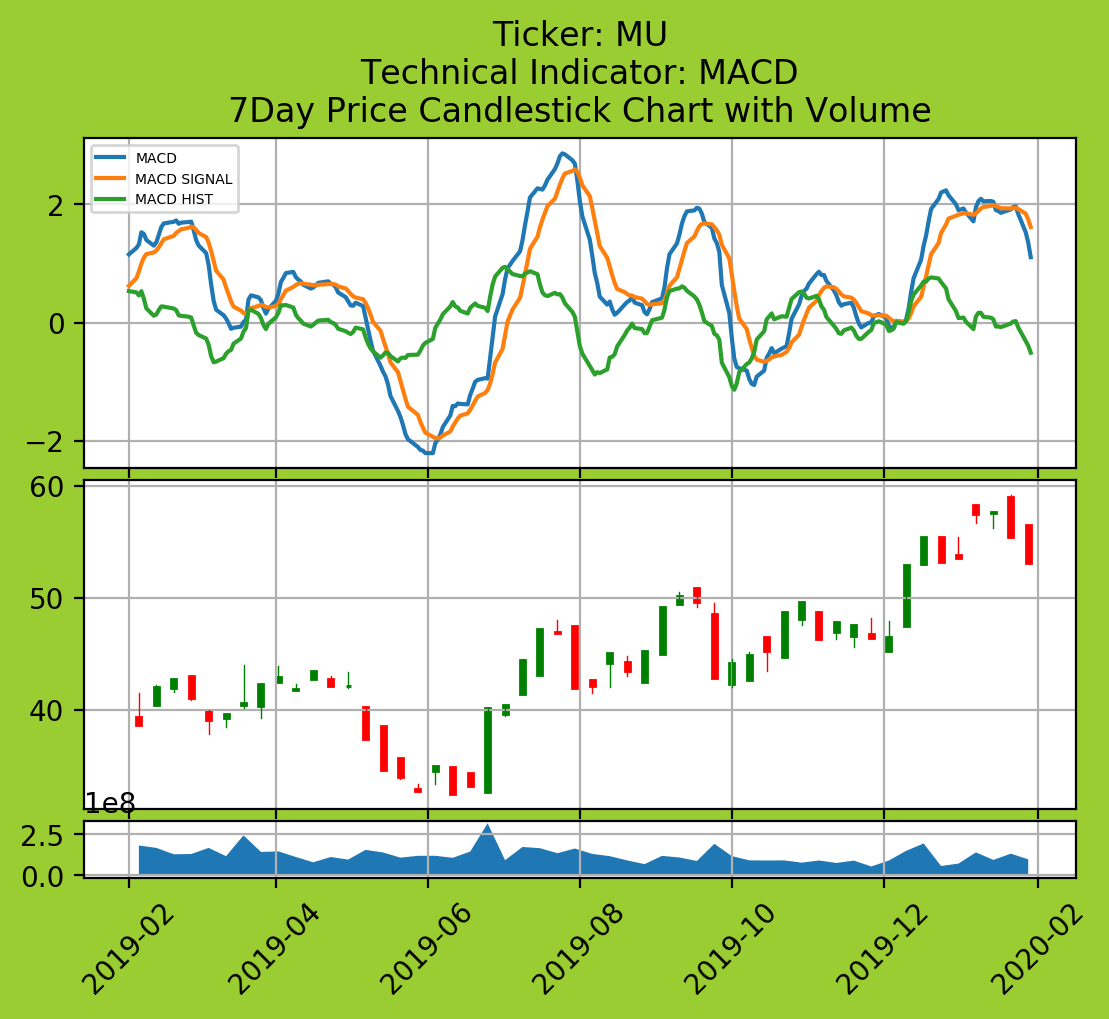 Ticker: MU
Technical Indicator: MACD
7Day Price Candlestick Chart with Volume
MACD
MACD SIGNAL
MACD HIST
2
0
−2
60
50
40
1e8
2.5
0.0
2019-02
2019-04
2019-06
2019-08
2019-10
2019-12
2020-02